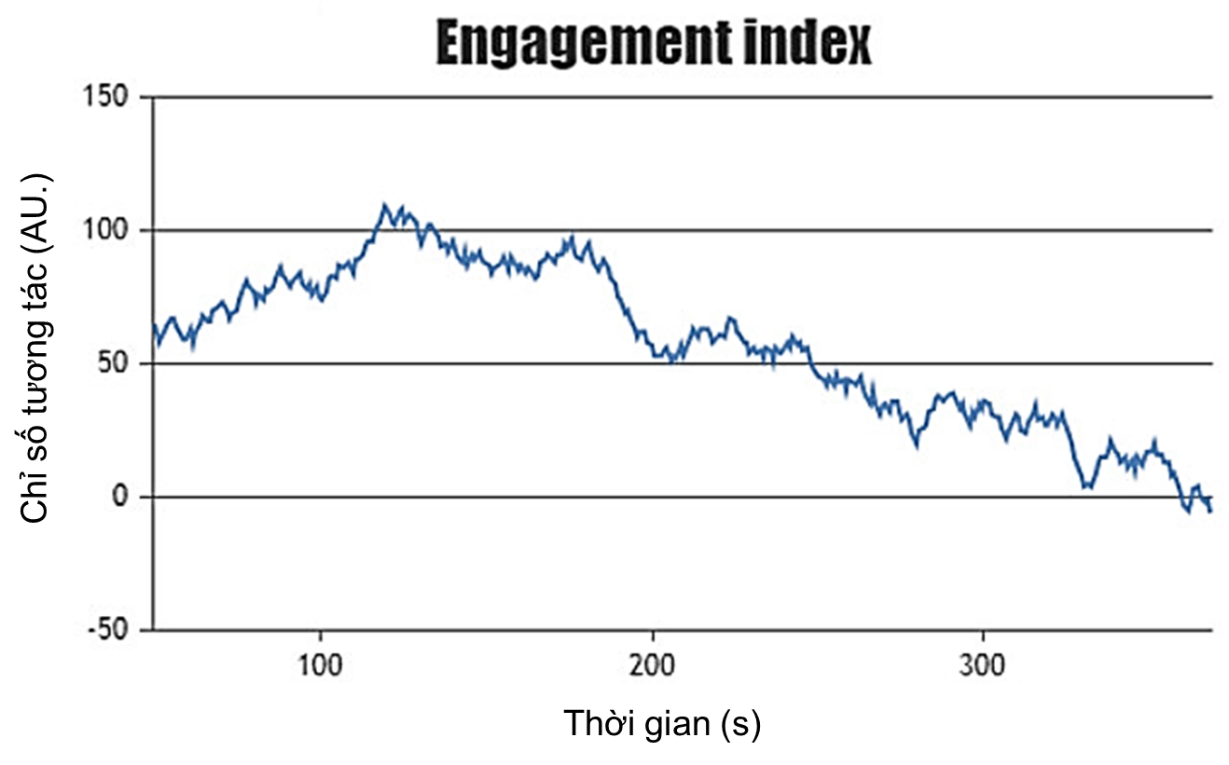 Engagement index
150
100
50
0
-50
Chỉ số tương tác (AU.)
100
200
300
Thời gian (s)